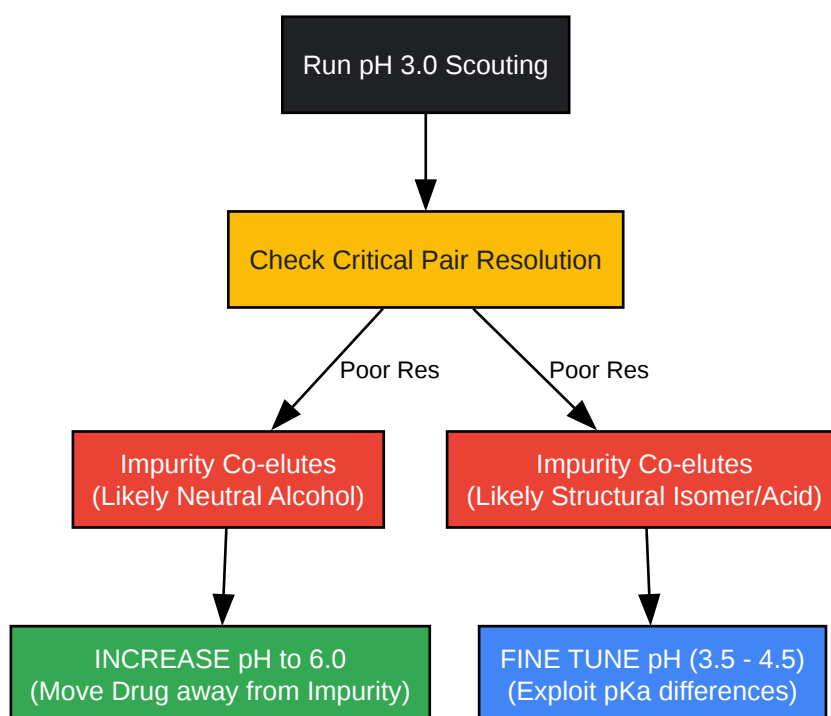 Run pH 3.0 Scouting
Check Critical Pair Resolution
Poor Res
Poor Res
Impurity Co-elutes
(Likely Neutral Alcohol)
Impurity Co-elutes
(Likely Structural Isomer/Acid)
INCREASE pH to 6.0
(Move Drug away from Impurity)
FINE TUNE pH (3.5 - 4.5)
(Exploit pKa differences)